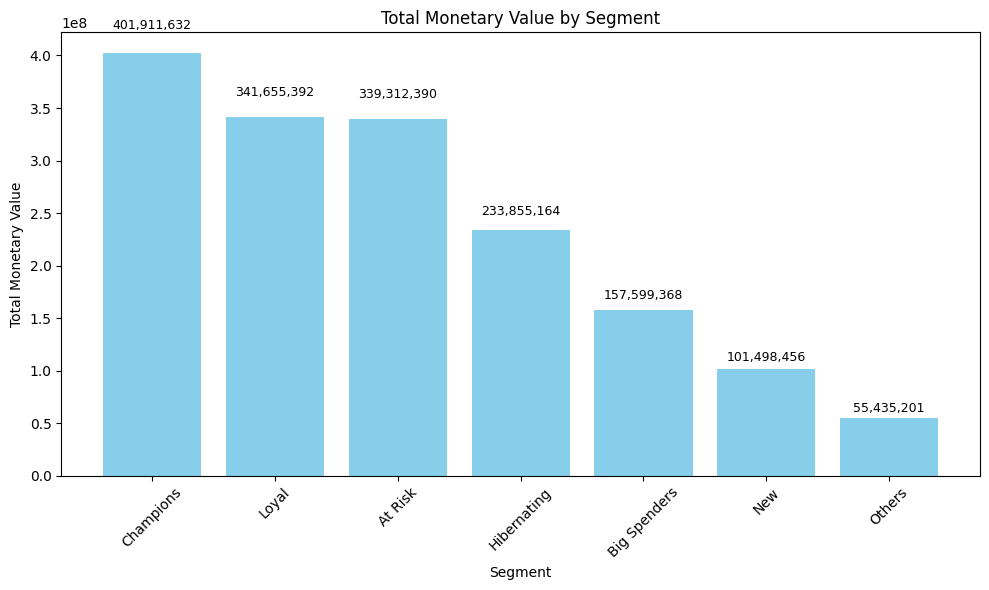 Total Monetary Value by Segment
1e8
401,911,632
341,655,392
339,312,390
233,855,164
157,599,368
101,498,456
55,435,201
4.0
3.5
3.0
2.5
2.0
1.5
1.0
0.5
0.0
Total Monetary Value
Champions
Loyal
At Risk
Hibernating
Big Spenders
New
Others
Segment